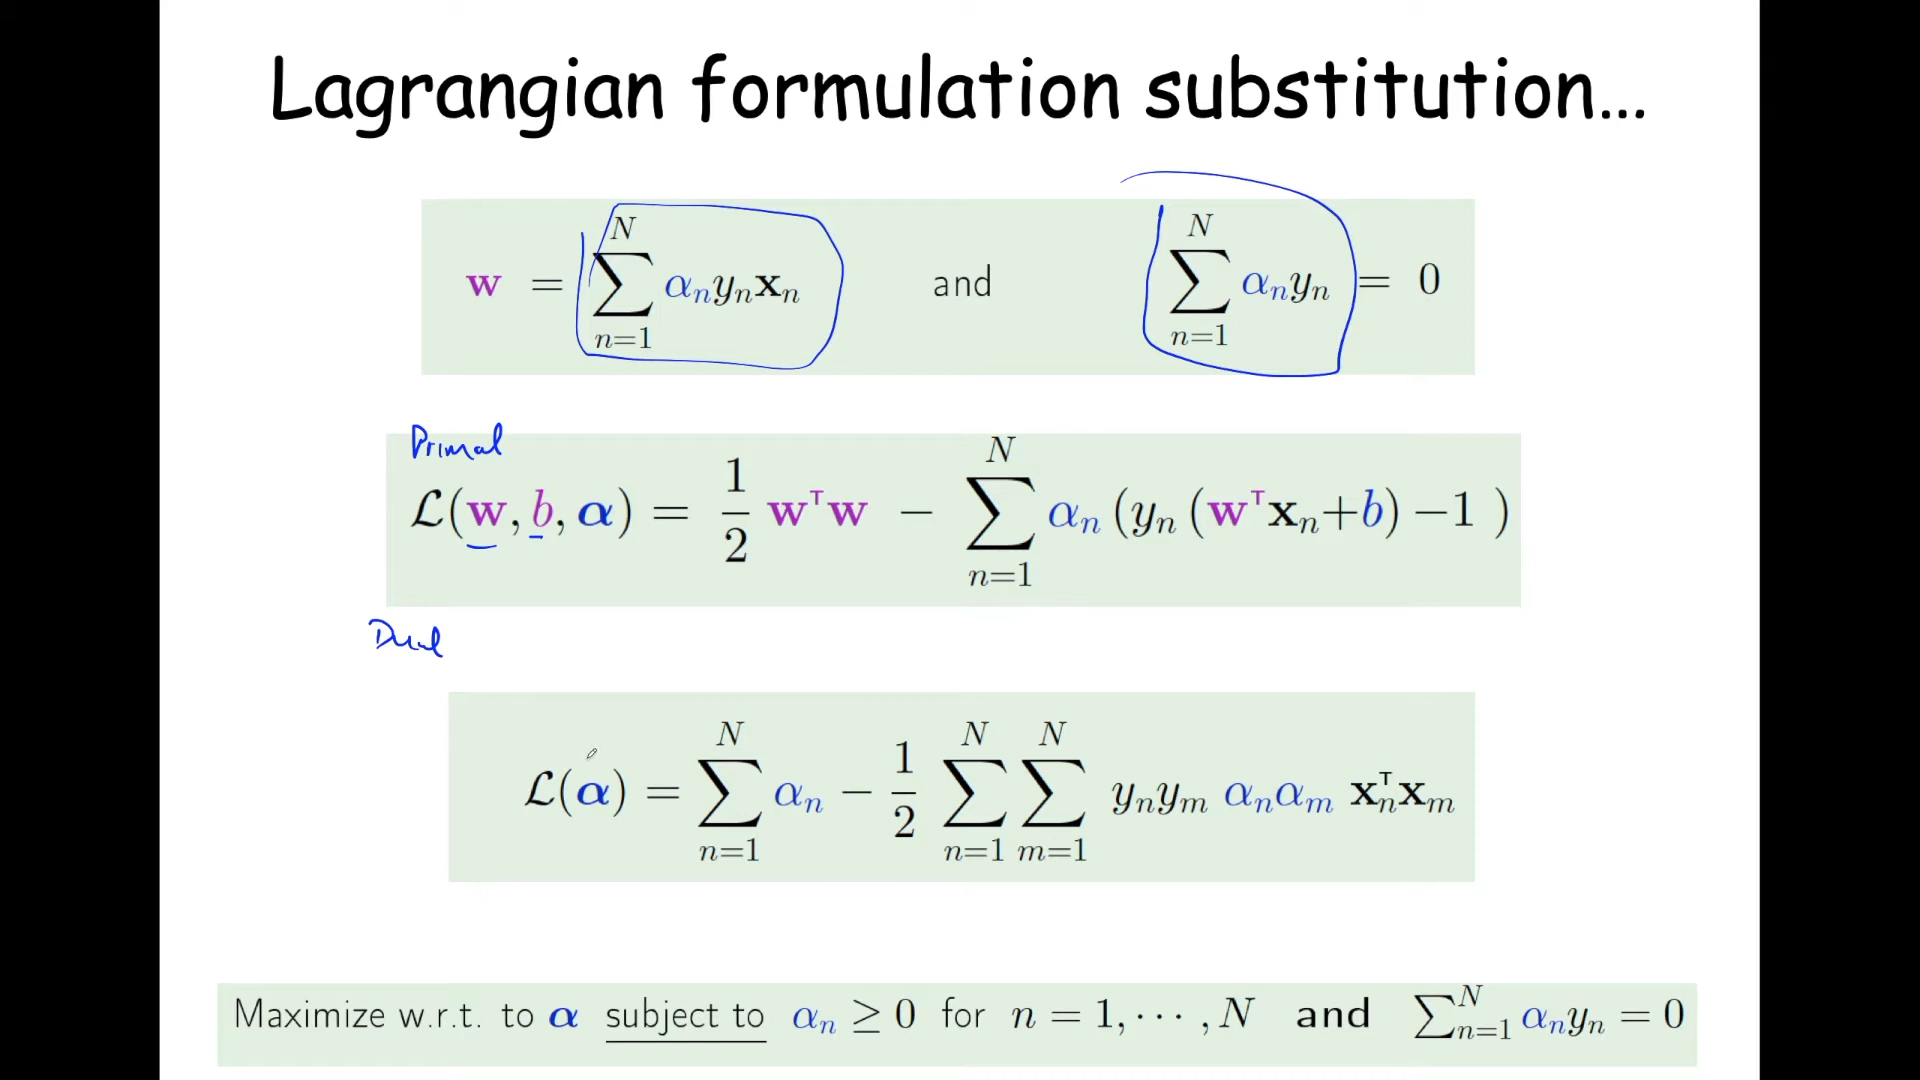 Lagrangian formulation substitution...
w = ∑_{n=1}^{N} α_n y_n x_n and ∑_{n=1}^{N} α_n y_n = 0
Primal
ℒ(w, b, α) = 1/2 wᵀw − ∑_{n=1}^{N} α_n (y_n (wᵀx_n + b) − 1 )
Dual
ℒ(α) = ∑_{n=1}^{N} α_n − 1/2 ∑_{n=1}^{N} ∑_{m=1}^{N} y_n y_m α_n α_m x_nᵀ x_m
Maximize w.r.t. to α subject to α_n ≥ 0 for n = 1, ⋯ , N and ∑_{n=1}^{N} α_n y_n = 0